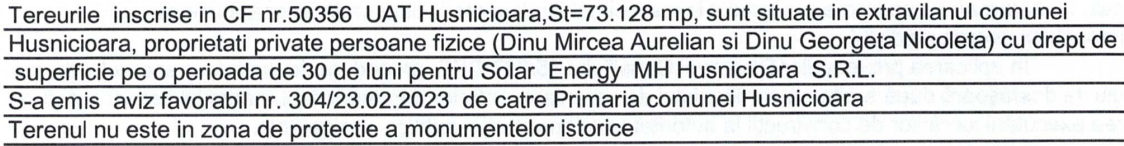 Tereurile inscrise in CF nr.50356 UAT Husnicioara,St=73.128 mp, sunt situate in extravilanul comunei
Husnicioara, proprietati private persoane fizice (Dinu Mircea Aurelian si Dinu Georgeta Nicoleta) cu drept de
superficie pe o perioada de 30 de luni pentru Solar Energy MH Husnicioara S.R.L.
S-a emis aviz favorabil nr. 304/23.02.2023 de catre Primaria comunei Husnicioara
Terenul nu este in zona de protectie a monumentelor istorice